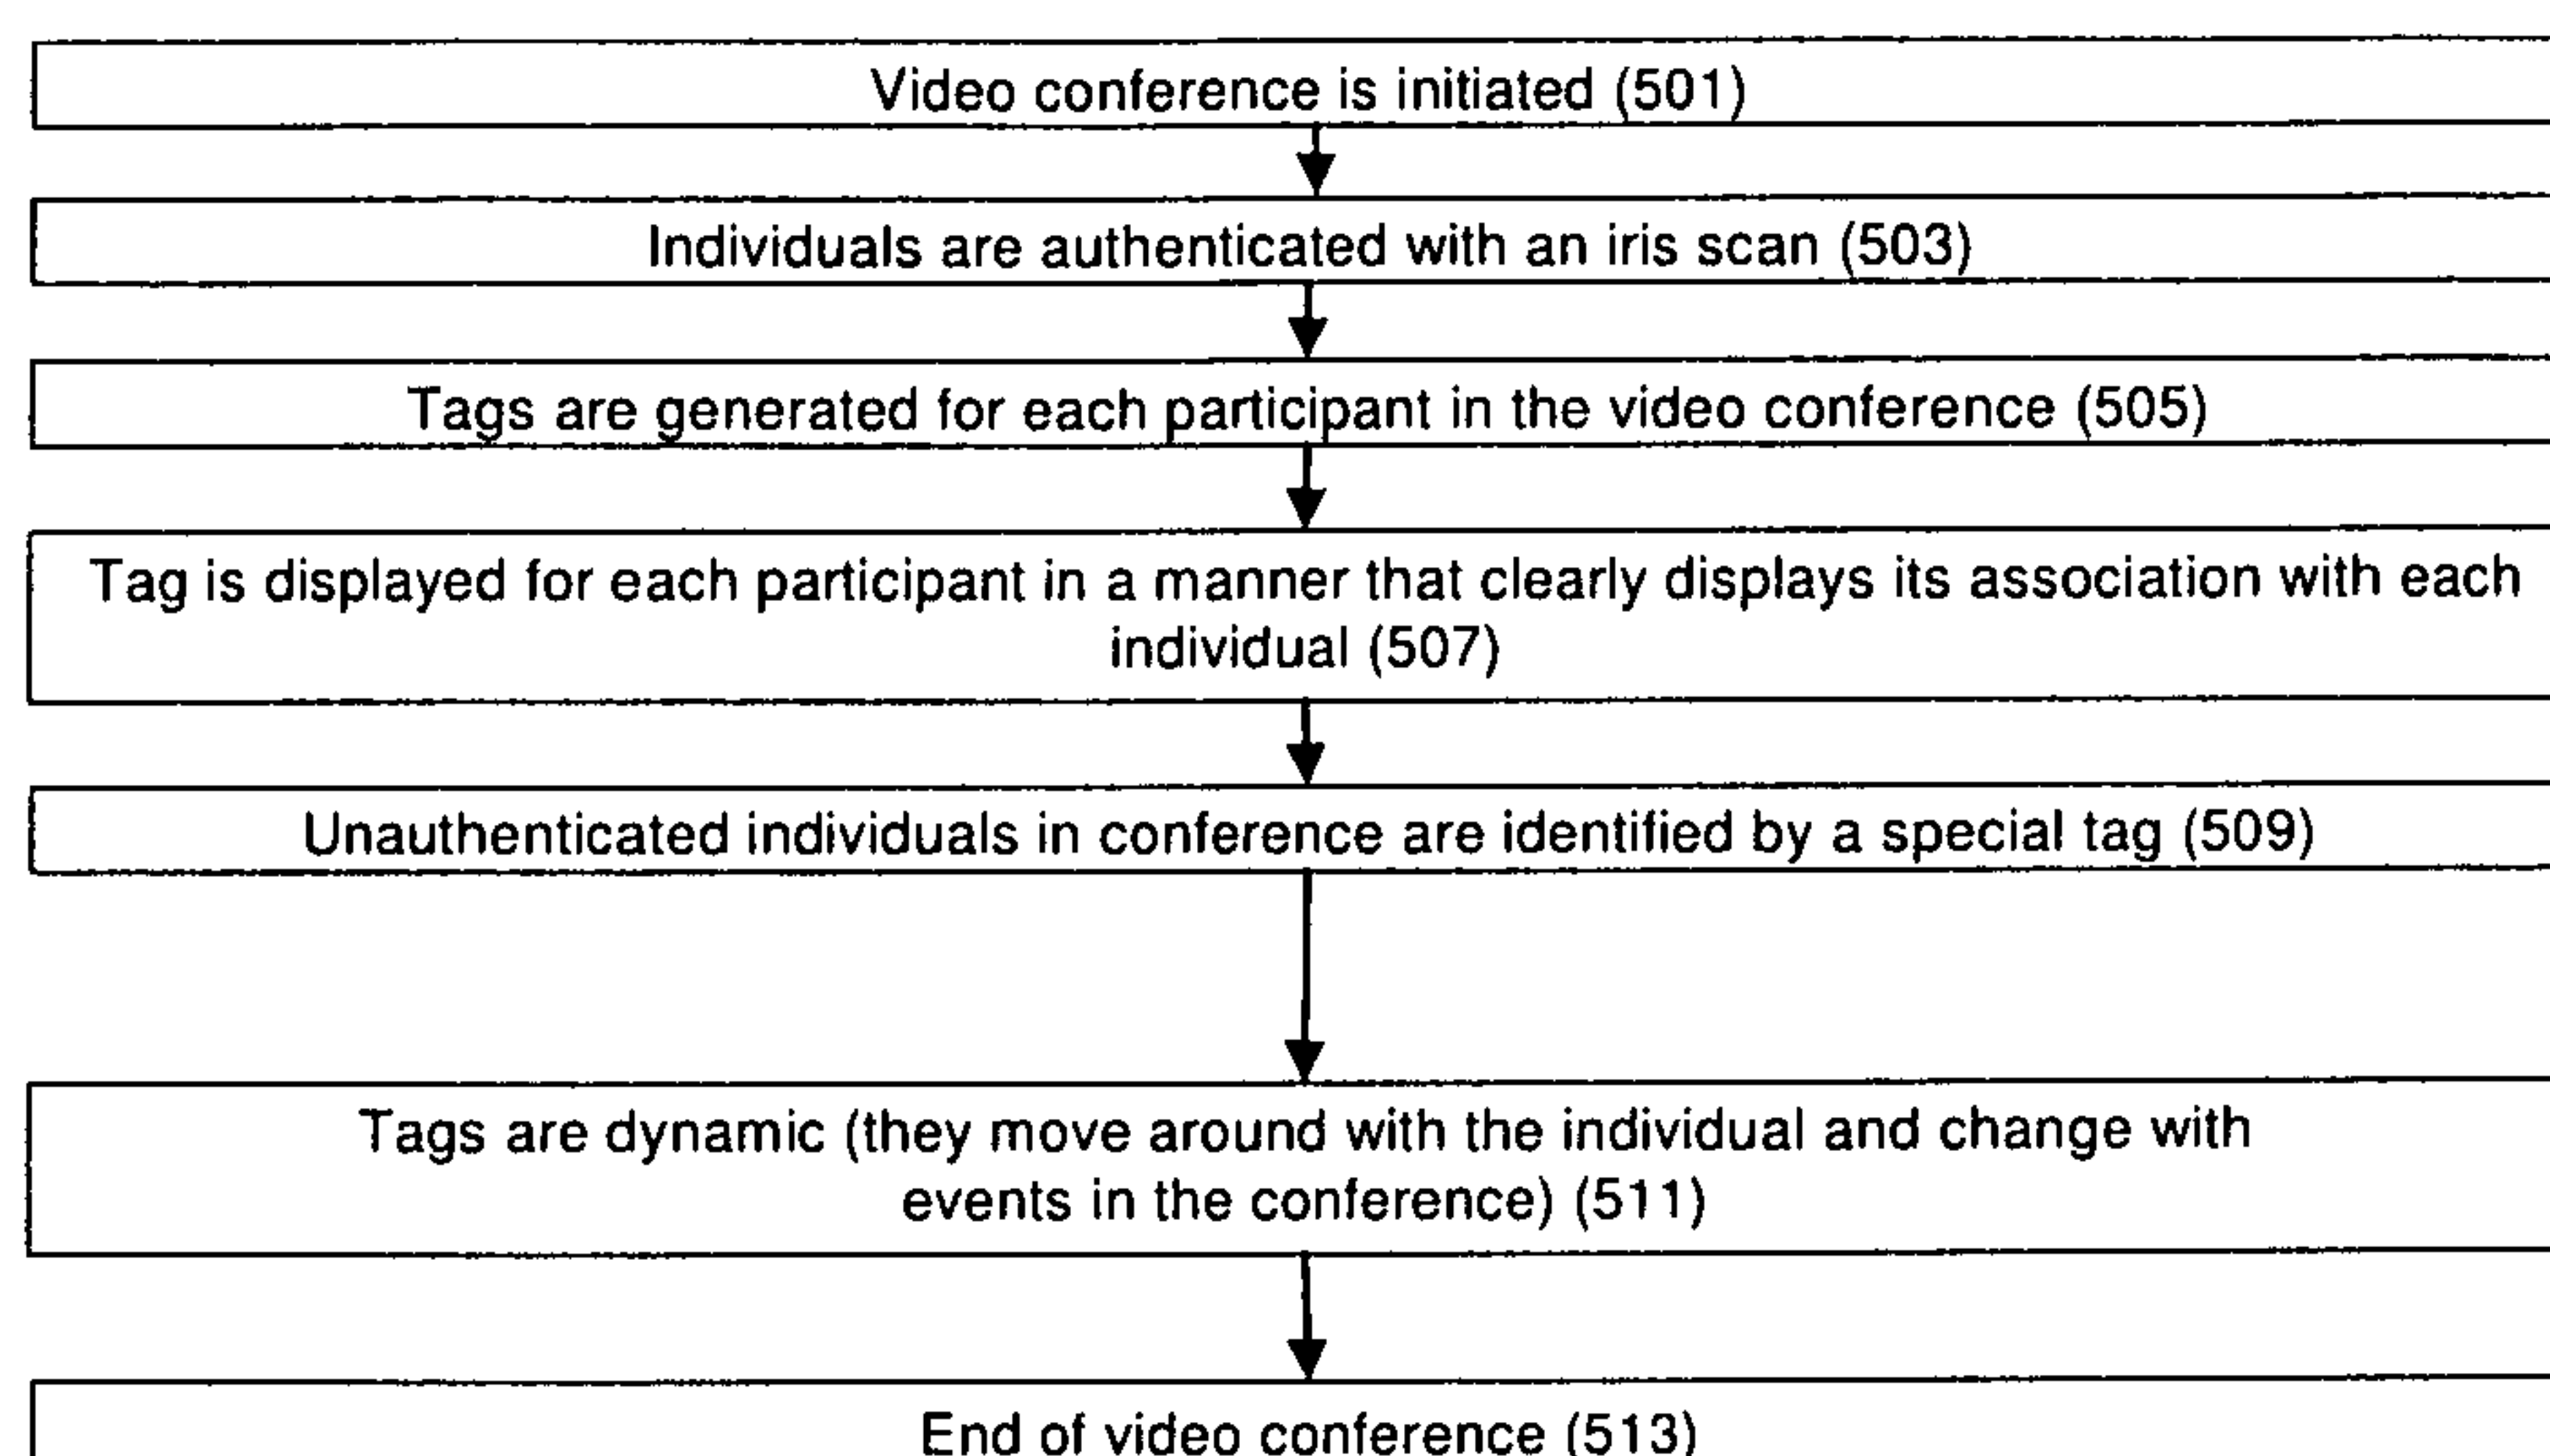 Video conference is initiated (501)
Individuals are authenticated with an iris scan (503)
Tags are generated for each participant in the video conference (505)
Tag is displayed for each participant in a manner that clearly displays its association with each
individual (507)
Unauthenticated individuals in conference are identified by a special tag (509)
Tags are dynamic (they move around with the individual and change with
events in the conference) (511)
End of video conference (513)